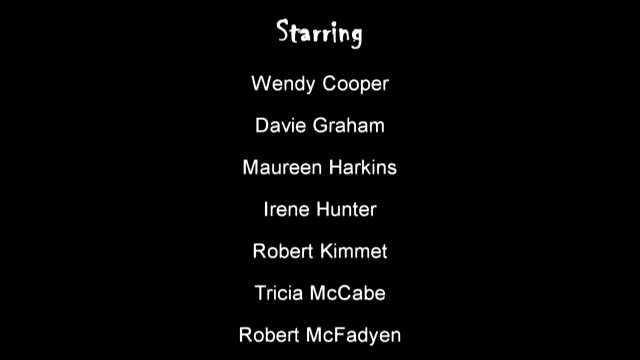 Starring
Wendy Cooper
Davie Graham
Maureen Harkins
Irene Hunter
Robert Kimmet
Tricia McCabe
Robert McFadyen